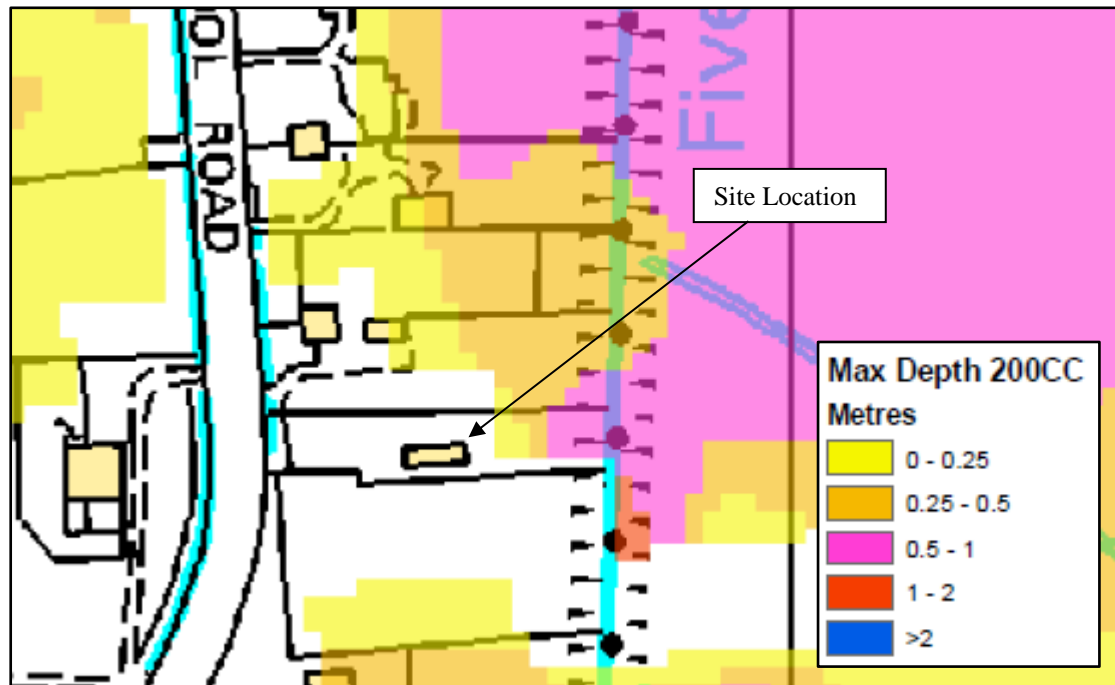 OL ROAD
Five
Site Location
Max Depth 200CC
Metres
0 - 0.25
0.25 - 0.5
0.5 - 1
1 - 2
>2